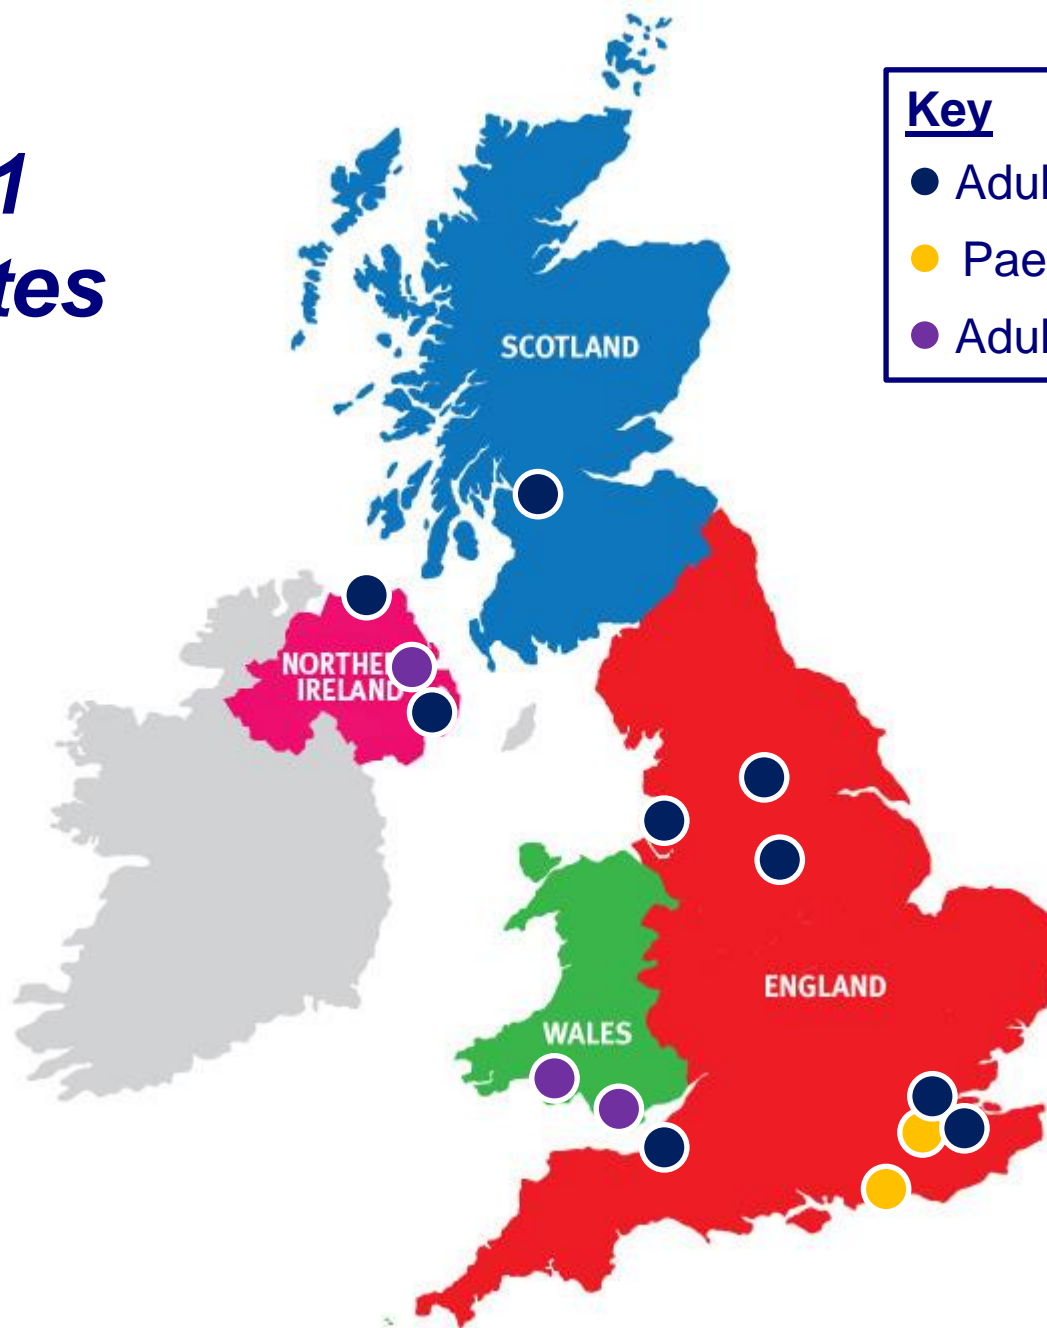 1
tes
Key
Adul
Pae
Adul
SCOTLAND
NORTHE
IRELAND
ENGLAND
WALES